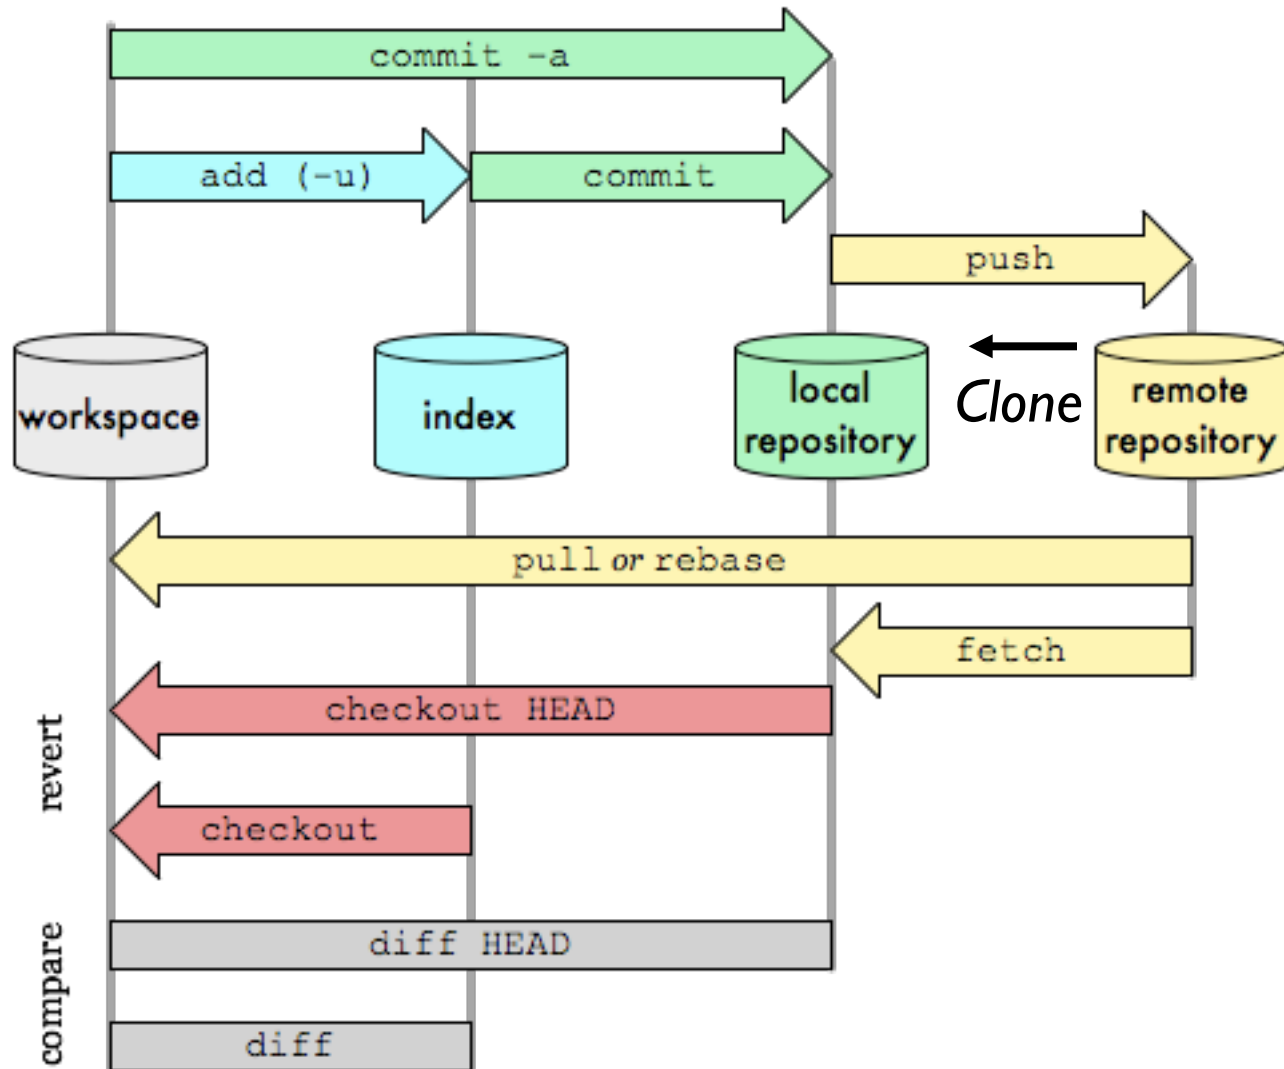 commit -a
add (-u)
commit
push
workspace
index
local
repository
Clone
remote
repository
pull or rebase
fetch
revert
checkout HEAD
checkout
compare
diff HEAD
diff